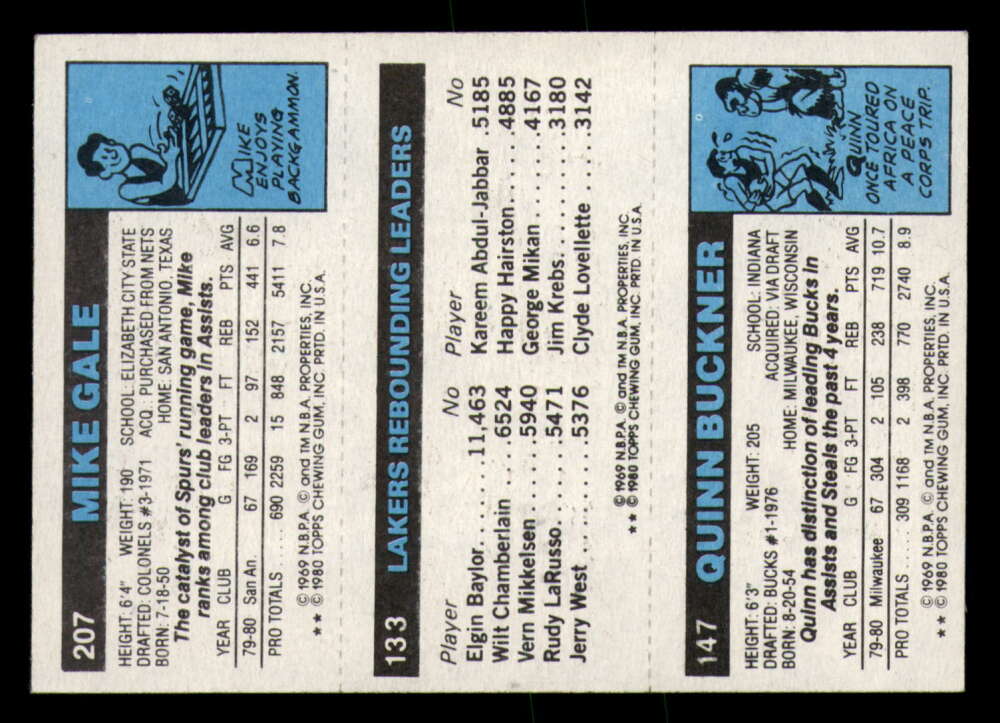 207 MIKE GALE
HEIGHT: 6'4" WEIGHT: 190 SCHOOL: ELIZABETH CITY STATE
DRAFTED: COLONELS #3-1971 ACQ. PURCHASED FROM NETS
BORN: 7-18-50 HOME: SAN ANTONIO, TEXAS
The catalyst of Spurs' running game, Mike
ranks among club leaders in Assists.
YEAR CLUB G FG 3-PT FT REB PTS AVG
79-80 San An. 67 169 2 97 152 441 6.6
PRO TOTALS..... 690 2259 15 848 2157 5411 7.8
© 1969 N.B.P.A. © and TM N.B.A. PROPERTIES, INC.
** © 1980 TOPPS CHEWING GUM, INC. PRTD. IN U.S.A.
MIKE
ENJOYS
PLAYING
BACKGAMMON.
133 LAKERS REBOUNDING LEADERS
Player No Player No
Elgin Baylor.....11,463 Kareem Abdul-Jabbar .5185
Wilt Chamberlain ..6524 Happy Hairston.......4885
Vern Mikkelsen.....5940 George Mikan ........4167
Rudy LaRusso......5471 Jim Krebs............3180
Jerry West .........5376 Clyde Lovellette ......3142
© 1969 N.B.P.A. © and TM N.B.A. PROPERTIES, INC.
** © 1980 TOPPS CHEWING GUM, INC. PRTD. IN U.S.A.
147 QUINN BUCKNER
HEIGHT: 6'3" WEIGHT: 205 SCHOOL: INDIANA
DRAFTED: BUCKS #1-1976 ACQUIRED: VIA DRAFT
BORN: 8-20-54 HOME: MILWAUKEE, WISCONSIN
Quinn has distinction of leading Bucks in
Assists and Steals the past 4 years.
YEAR CLUB G FG 3-PT FT REB PTS AVG
79-80 Milwaukee 67 304 2 105 238 719 10.7
PRO TOTALS..... 309 1168 2 398 770 2740 8.9
© 1969 N.B.P.A. © and TM N.B.A. PROPERTIES, INC.
** © 1980 TOPPS CHEWING GUM, INC. PRTD. IN U.S.A.
QUINN
ONCE TOURED
AFRICA ON
A PEACE
CORPS TRIP.